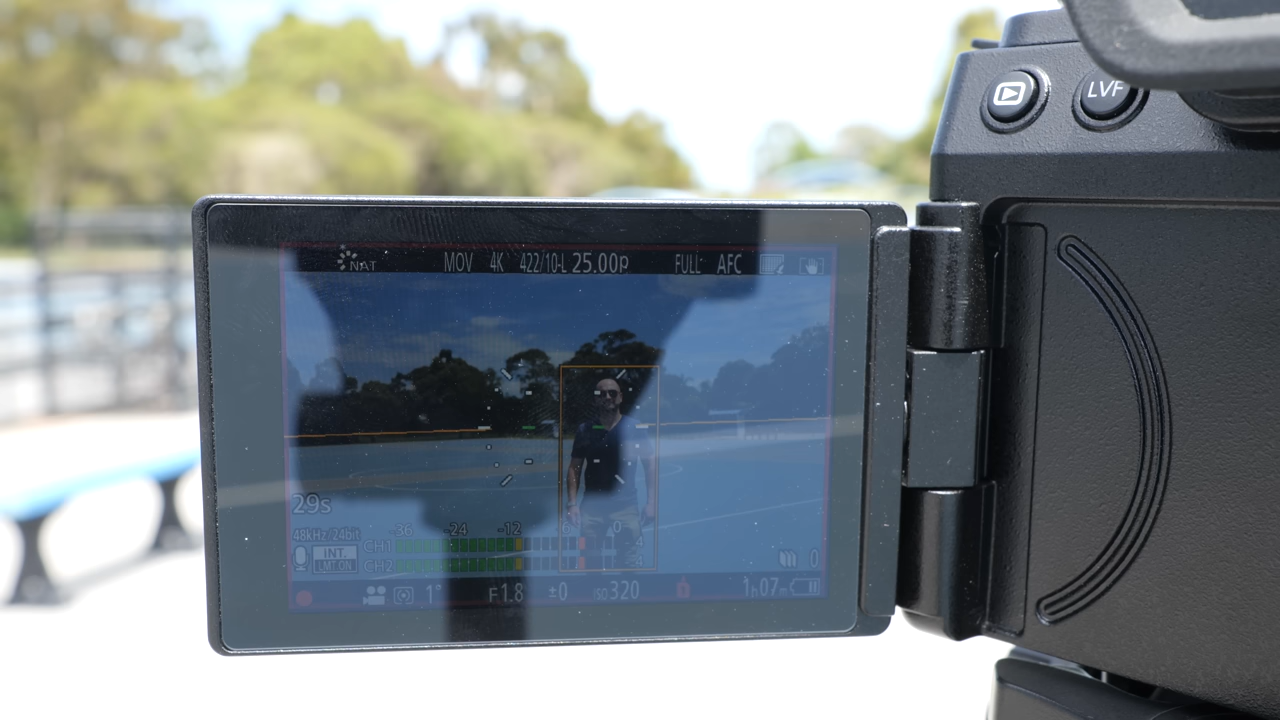 LVF
NAT MOV 4K 422/10-L 25.00p FULL AFC
29s
48kHz/24bit
-36 -24 -12 0
INT. CH1
LMT.ON CH2
1° F1.8 ±0 ISO320 1h07m
0